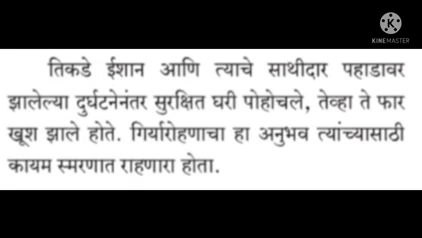 KINEMASTER
तिकडे ईशान आणि त्याचे साथीदार पहाडावर
झालेल्या दुर्घटनेनंतर सुरक्षित घरी पोहोचले, तेव्हा ते फार
खूश झाले होते. गिर्यारोहणाचा हा अनुभव त्यांच्यासाठी
कायम स्मरणात राहणारा होता.